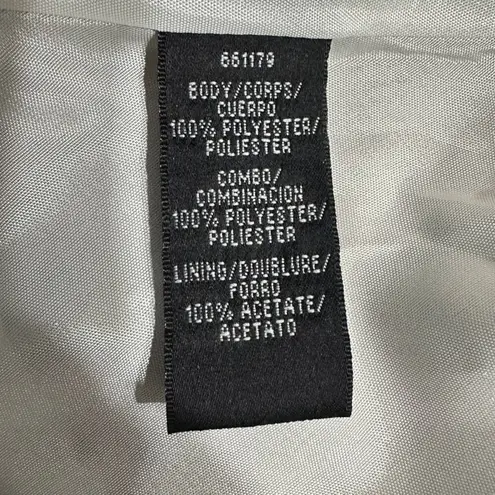 661179
BODY/CORPS/
CUERPO
100% POLYESTER/
POLIESTER
COMBO/
COMBINACION
100% POLYESTER/
POLIESTER
LINING/DOUBLURE/
FORRO
100% ACETATE/
ACETATO